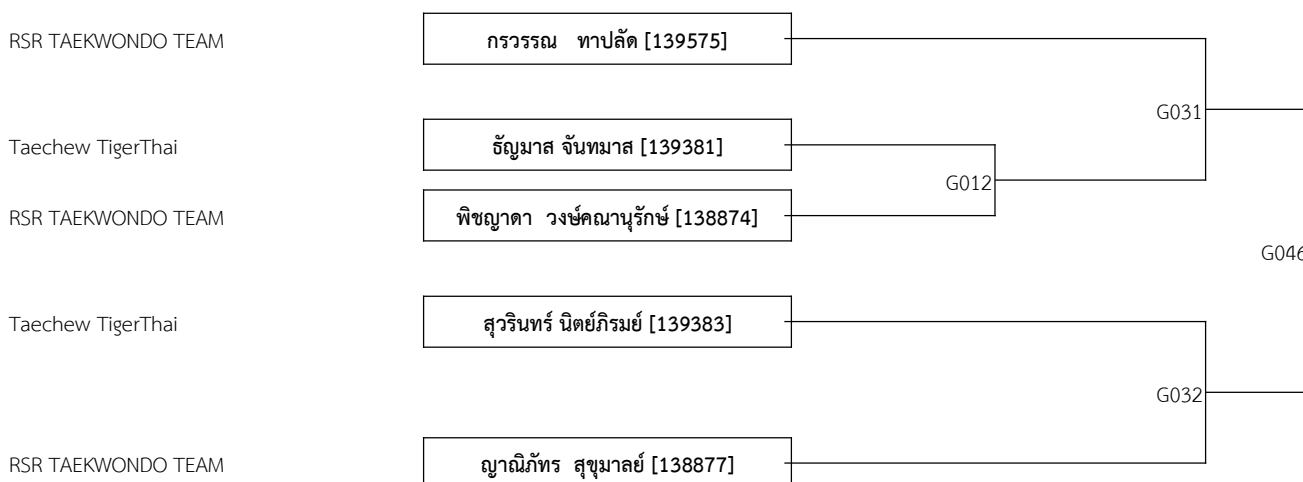 RSR TAEKWONDO TEAM กรวรรณ ทาปลัด [139575]
G031
Taechew TigerThai ธัญมาส จันทมาส [139381]
G012
RSR TAEKWONDO TEAM พิชญาดา วงษ์คณานุรักษ์ [138874]
G046
Taechew TigerThai สุวรินทร์ นิตย์ภิรมย์ [139383]
G032
RSR TAEKWONDO TEAM ญาณิภัทร สุขุมาลย์ [138877]